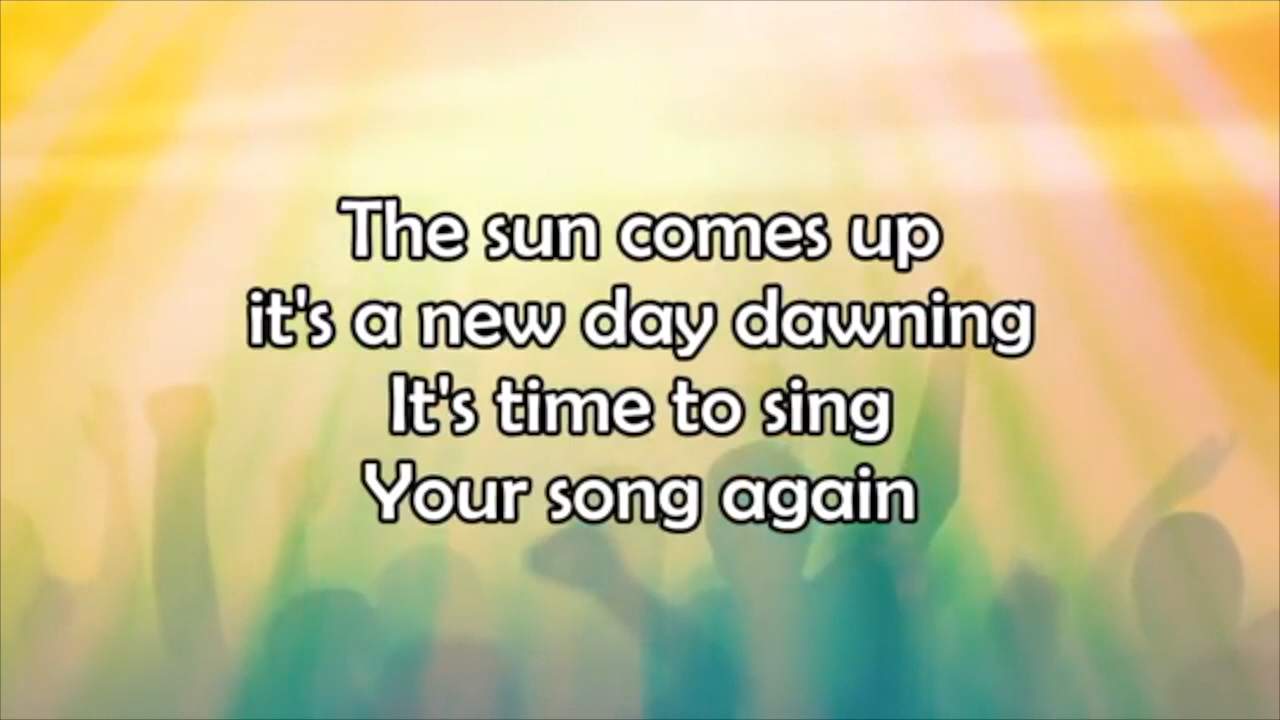 The sun comes up
it's a new day dawning
It's time to sing
Your song again